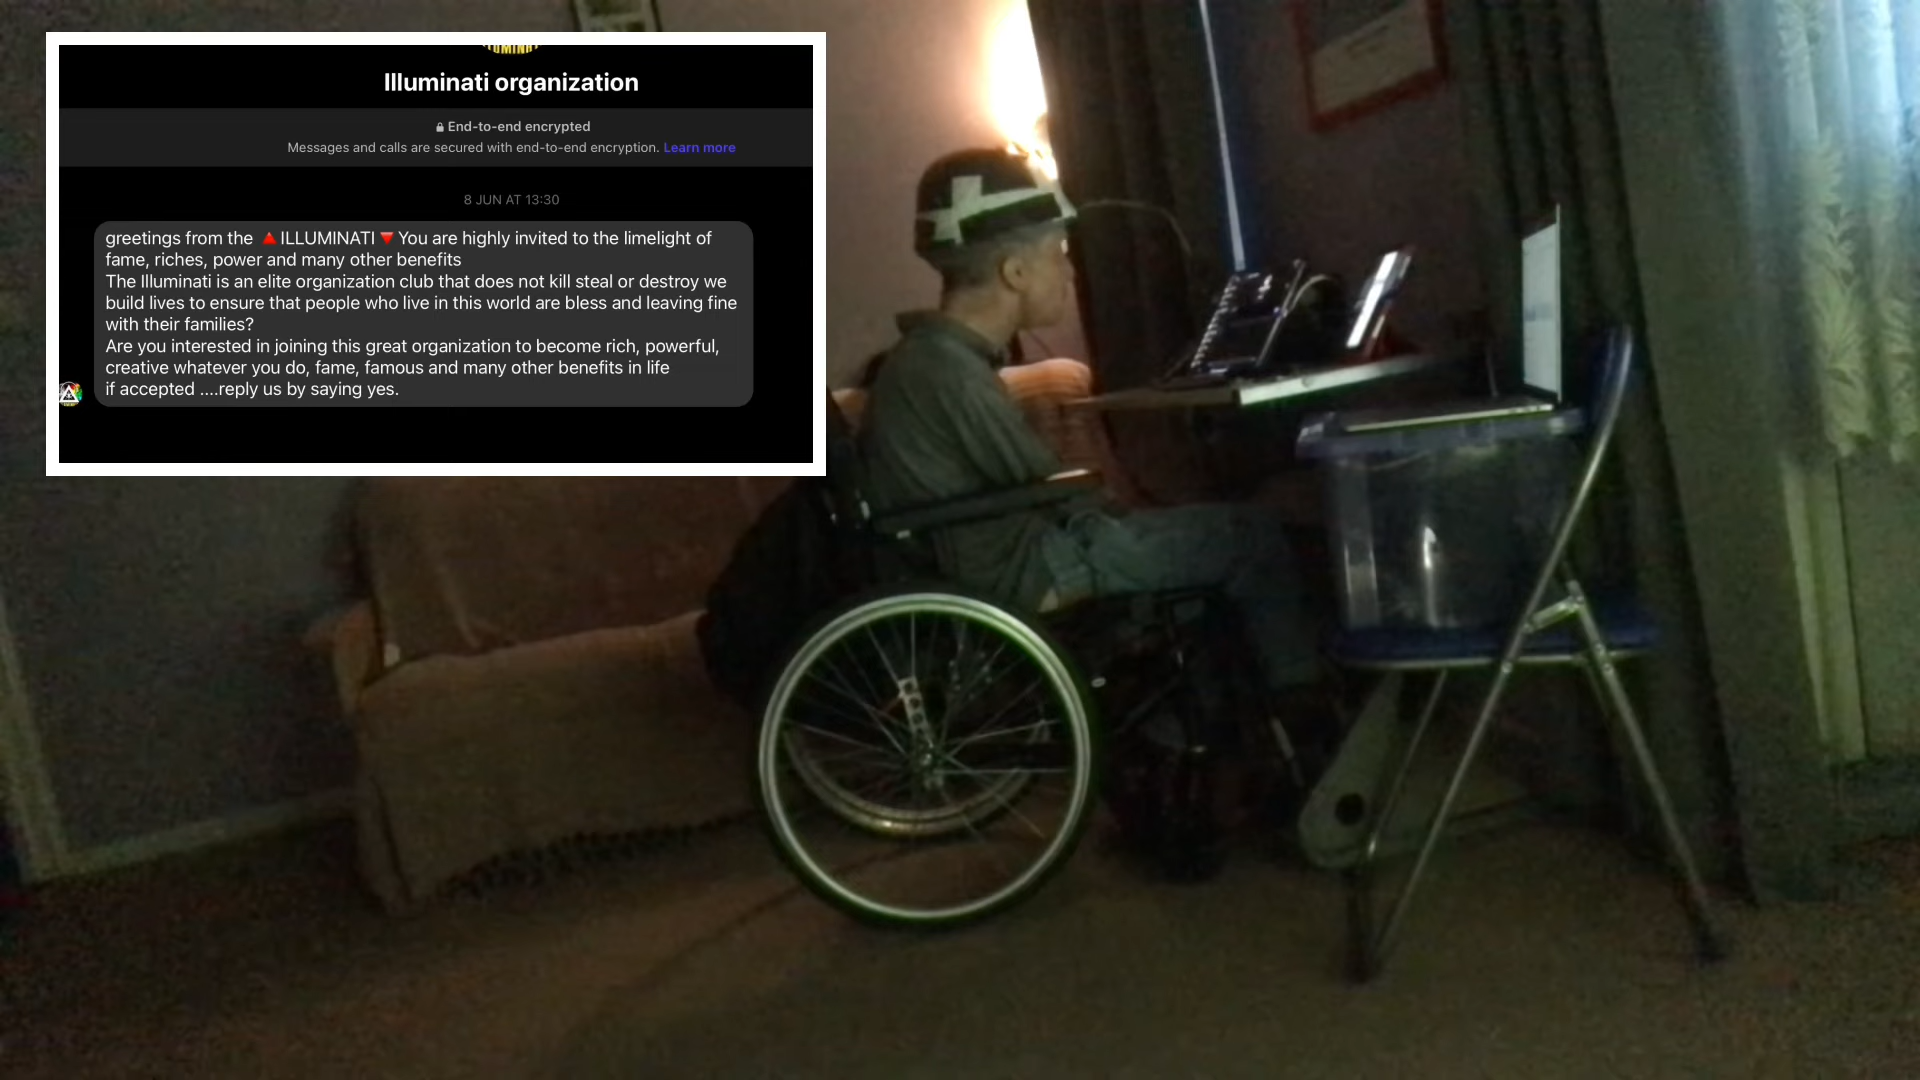 Illuminati organization
End-to-end encrypted
Messages and calls are secured with end-to-end encryption. Learn more
8 JUN AT 13:30
greetings from the 🔺ILLUMINATI🔻You are highly invited to the limelight of
fame, riches, power and many other benefits
The Illuminati is an elite organization club that does not kill steal or destroy we
build lives to ensure that people who live in this world are bless and leaving fine
with their families?
Are you interested in joining this great organization to become rich, powerful,
creative whatever you do, fame, famous and many other benefits in life
if accepted ....reply us by saying yes.